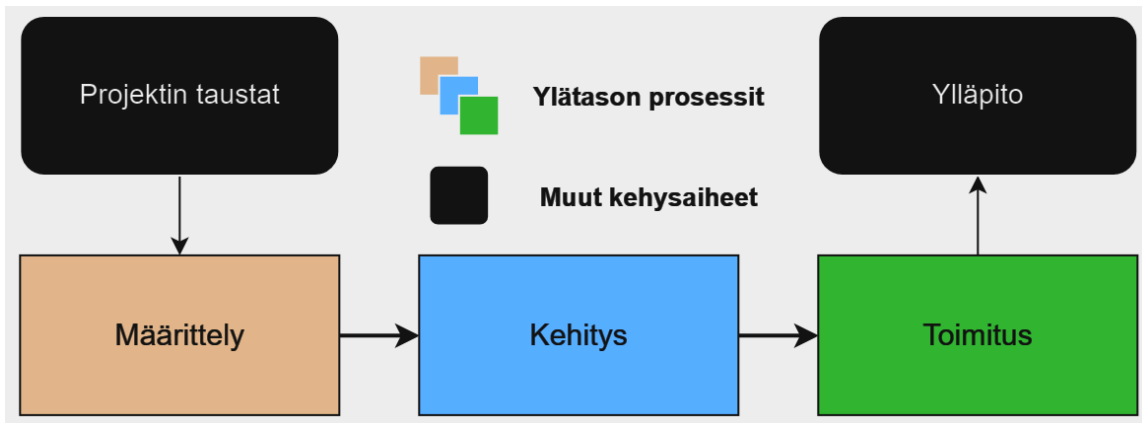 Projektin taustat
Ylätason prosessit
Ylläpito
Muut kehysaiheet
Määrittely
Kehitys
Toimitus